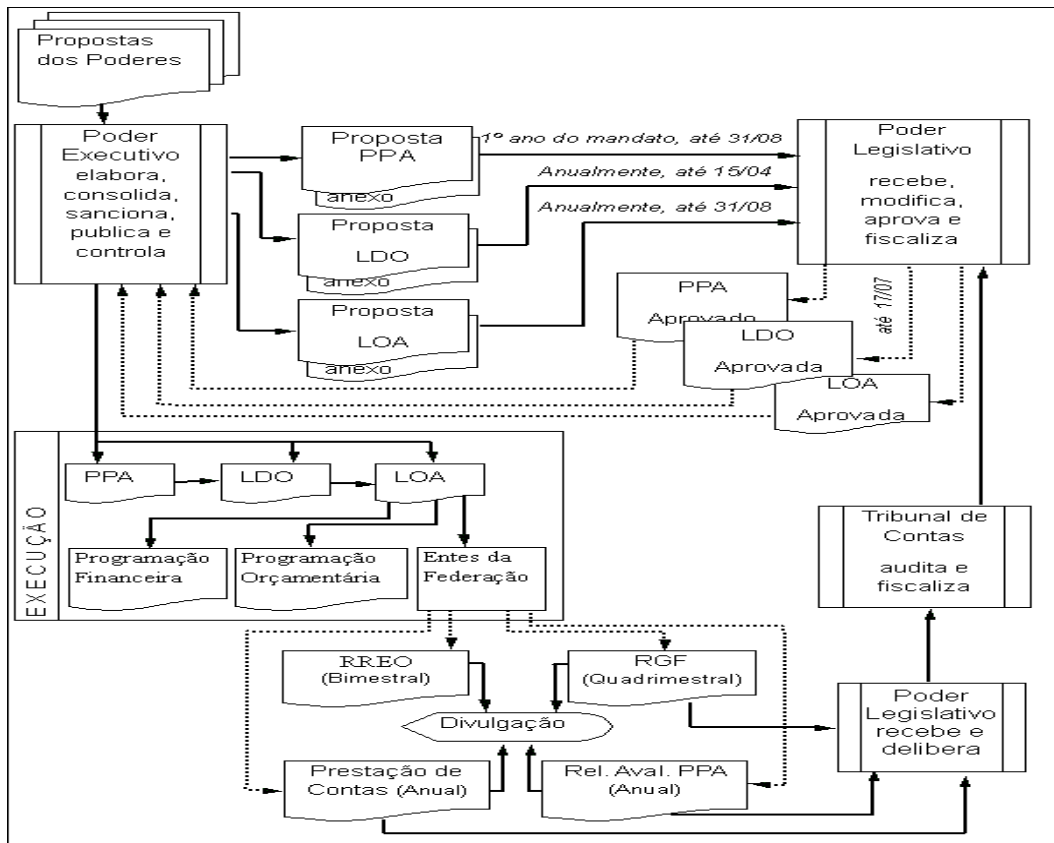 Propostas
dos Poderes
Poder
Executivo
elabora,
consolida,
sanciona,
publica e
controla
Proposta
PPA
anexo
1º ano do mandato, até 31/08
Anualmente, até 15/04
Anualmente, até 31/08
Proposta
LDO
anexo
Proposta
LOA
anexo
Poder
Legislativo
recebe,
modifica,
aprova e
fiscaliza
até 17/07
PPA
Aprovado
LDO
Aprovada
LOA
Aprovada
EXECUÇÃO
PPA
LDO
LOA
Programação
Financeira
Programação
Orçamentária
Entes da
Federação
Tribunal de
Contas
audita e
fiscaliza
RREO
(Bimestral)
RGF
(Quadrimestral)
Divulgação
Poder
Legislativo
recebe e
delibera
Prestação de
Contas (Anual)
Rel. Aval. PPA
(Anual)